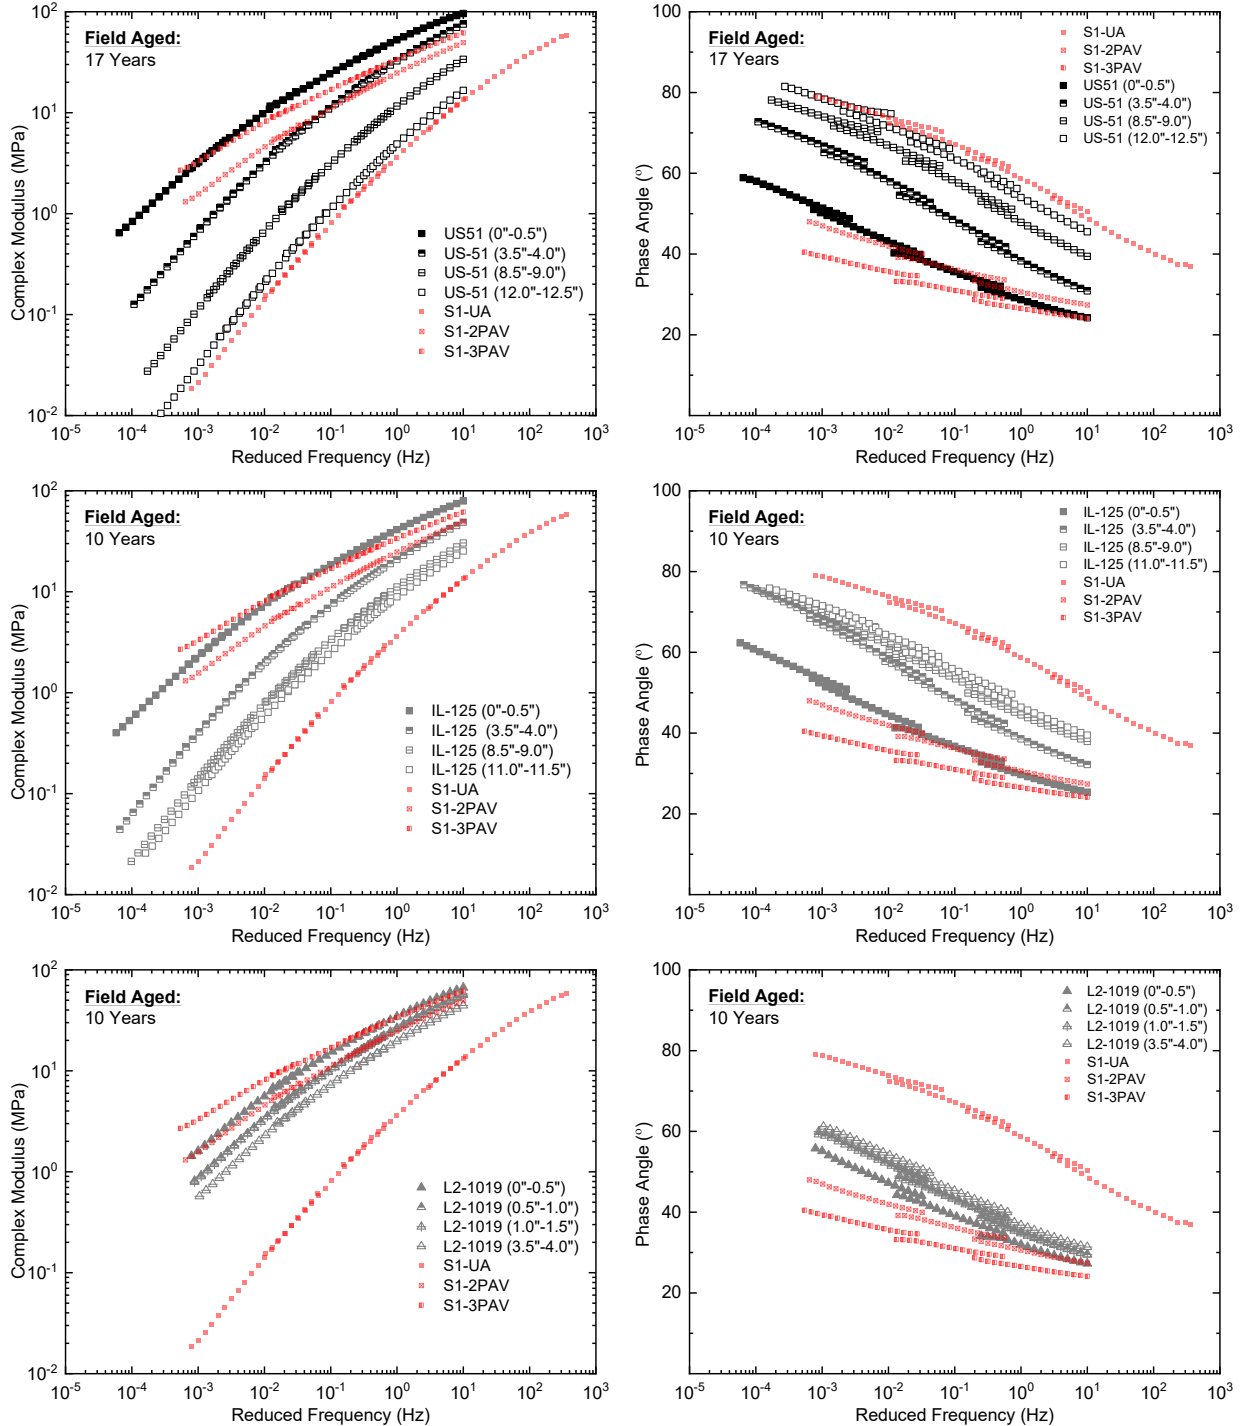 Field Aged:
17 Years
Complex Modulus (MPa)
10²
10¹
10⁰
10⁻¹
10⁻²
US51 (0"-0.5")
US-51 (3.5"-4.0")
US-51 (8.5"-9.0")
US-51 (12.0"-12.5")
S1-UA
S1-2PAV
S1-3PAV
10⁻⁵ 10⁻⁴ 10⁻³ 10⁻² 10⁻¹ 10⁰ 10¹ 10² 10³
Reduced Frequency (Hz)
Field Aged:
17 Years
Phase Angle (°)
100
80
60
40
20
S1-UA
S1-2PAV
S1-3PAV
US51 (0"-0.5")
US-51 (3.5"-4.0")
US-51 (8.5"-9.0")
US-51 (12.0"-12.5")
10⁻⁵ 10⁻⁴ 10⁻³ 10⁻² 10⁻¹ 10⁰ 10¹ 10² 10³
Reduced Frequency (Hz)
Field Aged:
10 Years
Complex Modulus (MPa)
10²
10¹
10⁰
10⁻¹
10⁻²
IL-125 (0"-0.5")
IL-125 (3.5"-4.0")
IL-125 (8.5"-9.0")
IL-125 (11.0"-11.5")
S1-UA
S1-2PAV
S1-3PAV
10⁻⁵ 10⁻⁴ 10⁻³ 10⁻² 10⁻¹ 10⁰ 10¹ 10² 10³
Reduced Frequency (Hz)
Field Aged:
10 Years
Phase Angle (°)
100
80
60
40
20
IL-125 (0"-0.5")
IL-125 (3.5"-4.0")
IL-125 (8.5"-9.0")
IL-125 (11.0"-11.5")
S1-UA
S1-2PAV
S1-3PAV
10⁻⁵ 10⁻⁴ 10⁻³ 10⁻² 10⁻¹ 10⁰ 10¹ 10² 10³
Reduced Frequency (Hz)
Field Aged:
10 Years
Complex Modulus (MPa)
10²
10¹
10⁰
10⁻¹
10⁻²
L2-1019 (0"-0.5")
L2-1019 (0.5"-1.0")
L2-1019 (1.0"-1.5")
L2-1019 (3.5"-4.0")
S1-UA
S1-2PAV
S1-3PAV
10⁻⁵ 10⁻⁴ 10⁻³ 10⁻² 10⁻¹ 10⁰ 10¹ 10² 10³
Reduced Frequency (Hz)
Field Aged:
10 Years
Phase Angle (°)
100
80
60
40
20
L2-1019 (0"-0.5")
L2-1019 (0.5"-1.0")
L2-1019 (1.0"-1.5")
L2-1019 (3.5"-4.0")
S1-UA
S1-2PAV
S1-3PAV
10⁻⁵ 10⁻⁴ 10⁻³ 10⁻² 10⁻¹ 10⁰ 10¹ 10² 10³
Reduced Frequency (Hz)